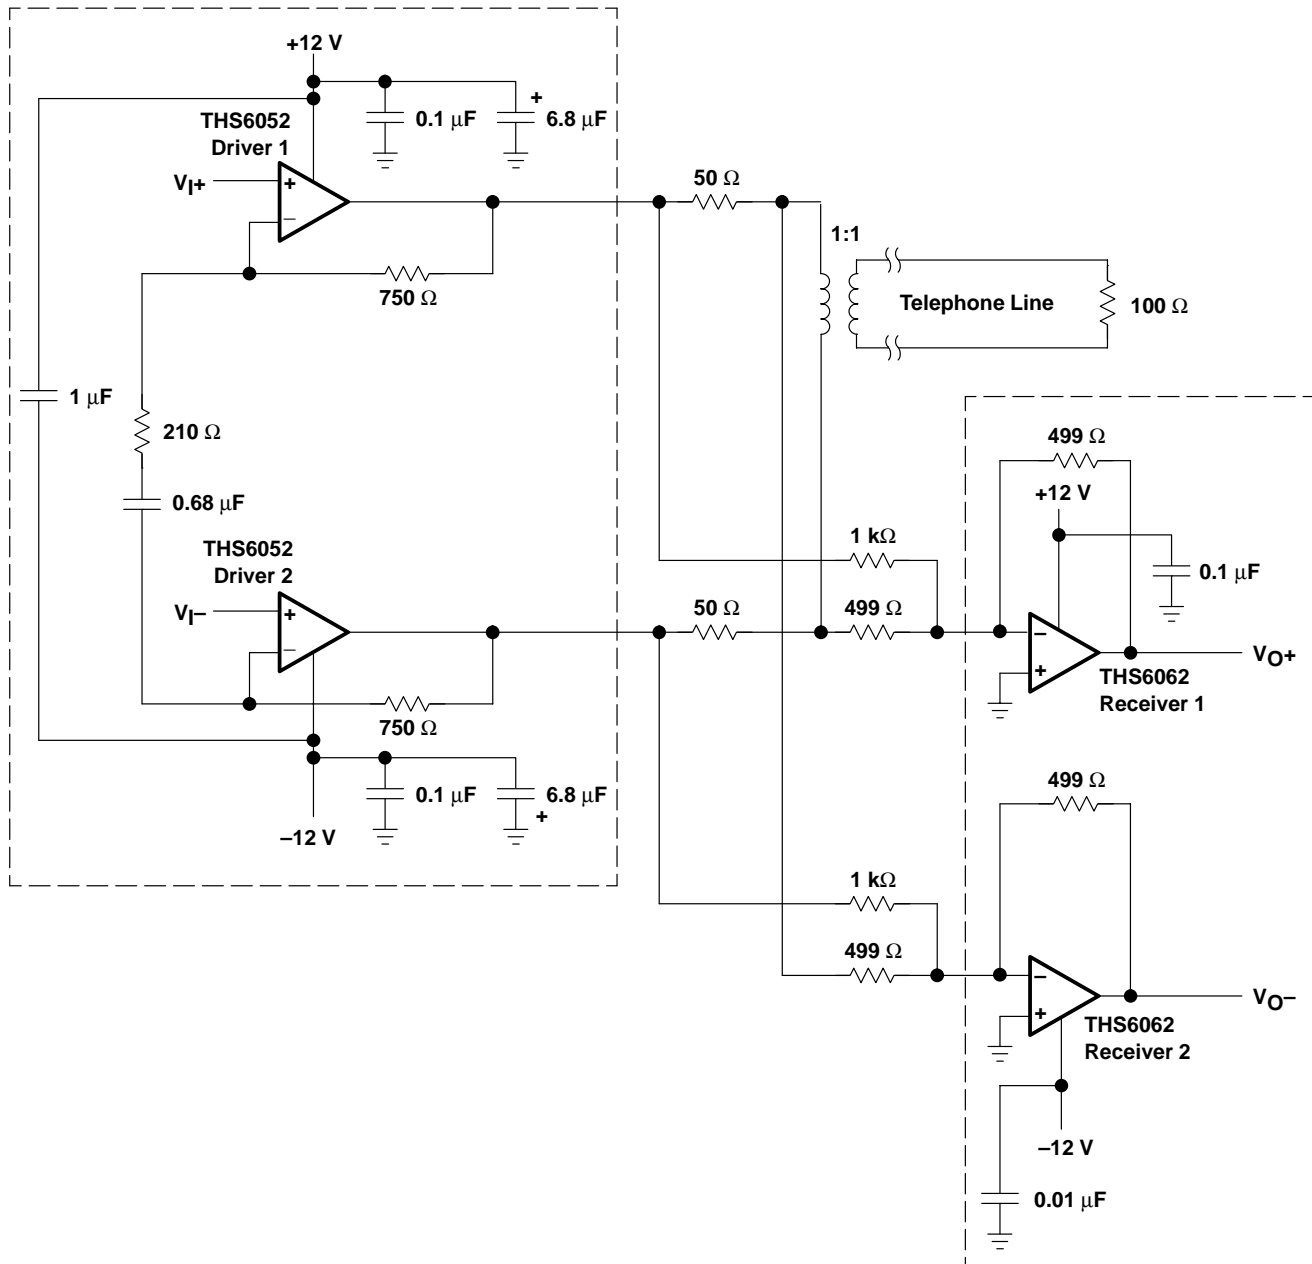 +12 V
+
THS6052
Driver 1
0.1 μF
6.8 μF
VI+
+
−
750 Ω
50 Ω
1:1
Telephone Line
100 Ω
1 μF
210 Ω
0.68 μF
THS6052
Driver 2
VI−
+
−
750 Ω
0.1 μF
6.8 μF
+
−12 V
50 Ω
1 kΩ
499 Ω
499 Ω
+12 V
0.1 μF
−
+
VO+
THS6062
Receiver 1
499 Ω
1 kΩ
499 Ω
−
+
VO−
THS6062
Receiver 2
−12 V
0.01 μF